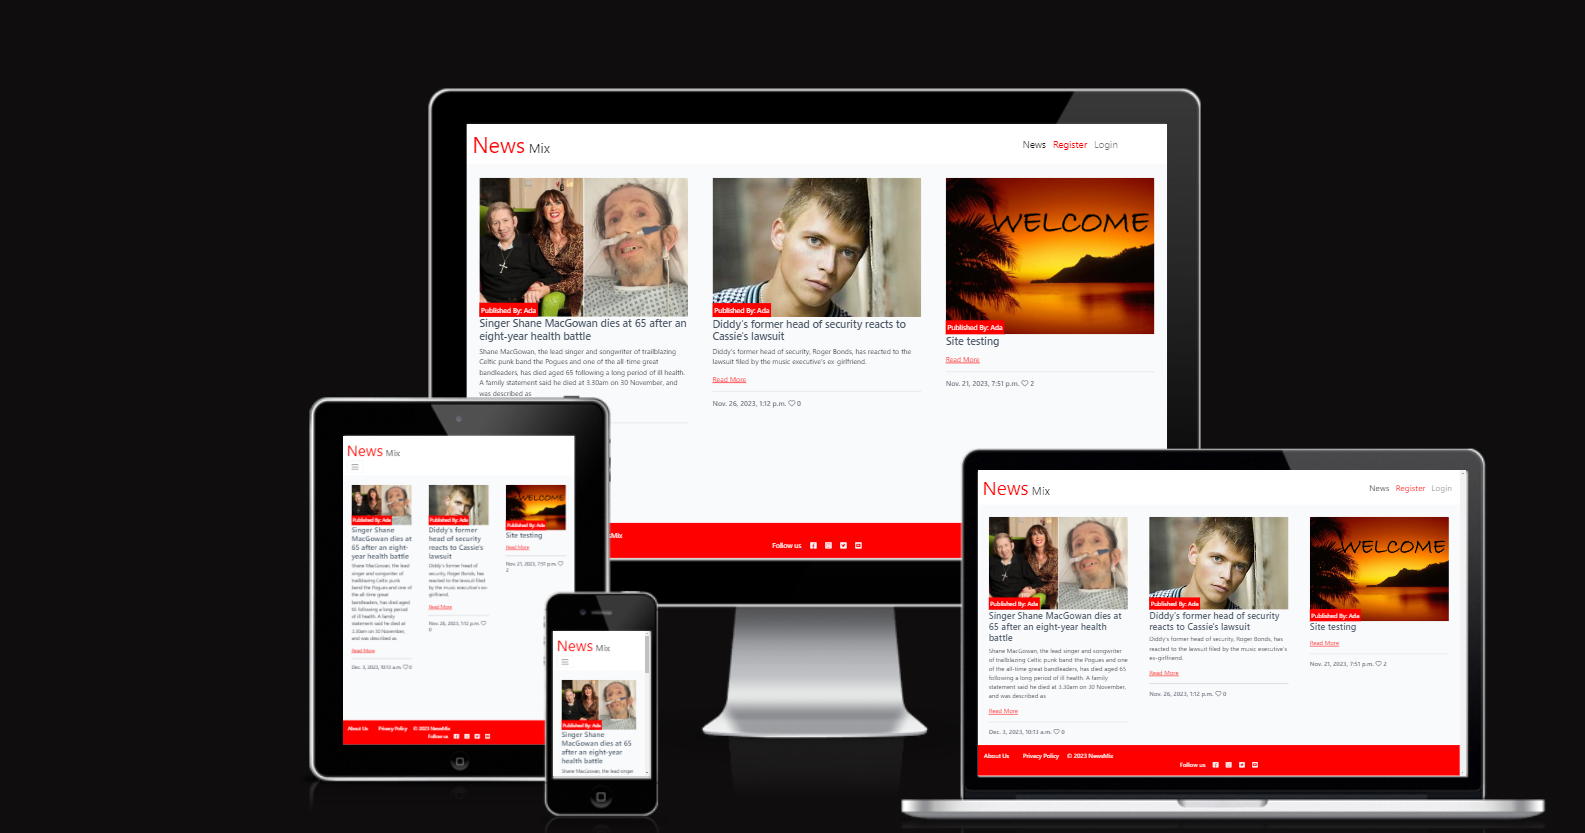 News Mix
News Register Login
WELCOME
Published By: Ada
Singer Shane MacGowan dies at 65 after an
eight-year health battle
Shane MacGowan, the lead singer and songwriter of trailblazing
Celtic punk band the Pogues and one of the all-time great
bandleaders, has died aged 65 following a long period of ill health.
A family statement said he died at 3.30am on 30 November, and
was described as
Published By: Ada
Diddy's former head of security reacts to
Cassie's lawsuit
Diddy's former head of security, Roger Bonds, has reacted to the
lawsuit filed by the music executive's ex-girlfriend.
Read More
Nov. 26, 2023, 1:12 p.m. 0
Published By: Ada
Site testing
Read More
Nov. 21, 2023, 7:51 p.m. 2
sMix
Follow us
News Mix
WELCOME
Published By: Ada
Singer Shane
MacGowan dies at
65 after an eight-
year health battle
Shane MacGowan, the lead
singer and songwriter of
trailblazing Celtic punk
band the Pogues and one of
the all-time great
bandleaders, has died aged
65 following a long period
of ill health. A family
statement said he died at
3.30am on 30 November,
and was described as
Read More
Dec. 3, 2023, 10:13 a.m. 0
Published By: Ada
Diddy's former
head of security
reacts to Cassie's
lawsuit
Diddy's former head of
security, Roger Bonds, has
reacted to the lawsuit filed
by the music executive's ex-
girlfriend.
Read More
Nov. 26, 2023, 1:12 p.m.
0
Published By: Ada
Site testing
Read More
Nov. 21, 2023, 7:51 p.m.
2
About Us Privacy Policy © 2023 NewsMix
Follow us
News Mix
Published By: Ada
Singer Shane
MacGowan dies at 65
after an eight-year
health battle
Shane MacGowan, the lead singer
News Mix
News Register Login
WELCOME
Published By: Ada
Singer Shane MacGowan dies at
65 after an eight-year health
battle
Shane MacGowan, the lead singer and songwriter
of trailblazing Celtic punk band the Pogues and one
of the all-time great bandleaders, has died aged 65
following a long period of ill health. A family
statement said he died at 3.30am on 30 November,
and was described as
Read More
Dec. 3, 2023, 10:13 a.m. 0
Published By: Ada
Diddy's former head of security
reacts to Cassie's lawsuit
Diddy's former head of security, Roger Bonds, has
reacted to the lawsuit filed by the music executive's
ex-girlfriend.
Read More
Nov. 26, 2023, 1:12 p.m. 0
Published By: Ada
Site testing
Read More
Nov. 21, 2023, 7:51 p.m. 2
About Us Privacy Policy © 2023 NewsMix
Follow us